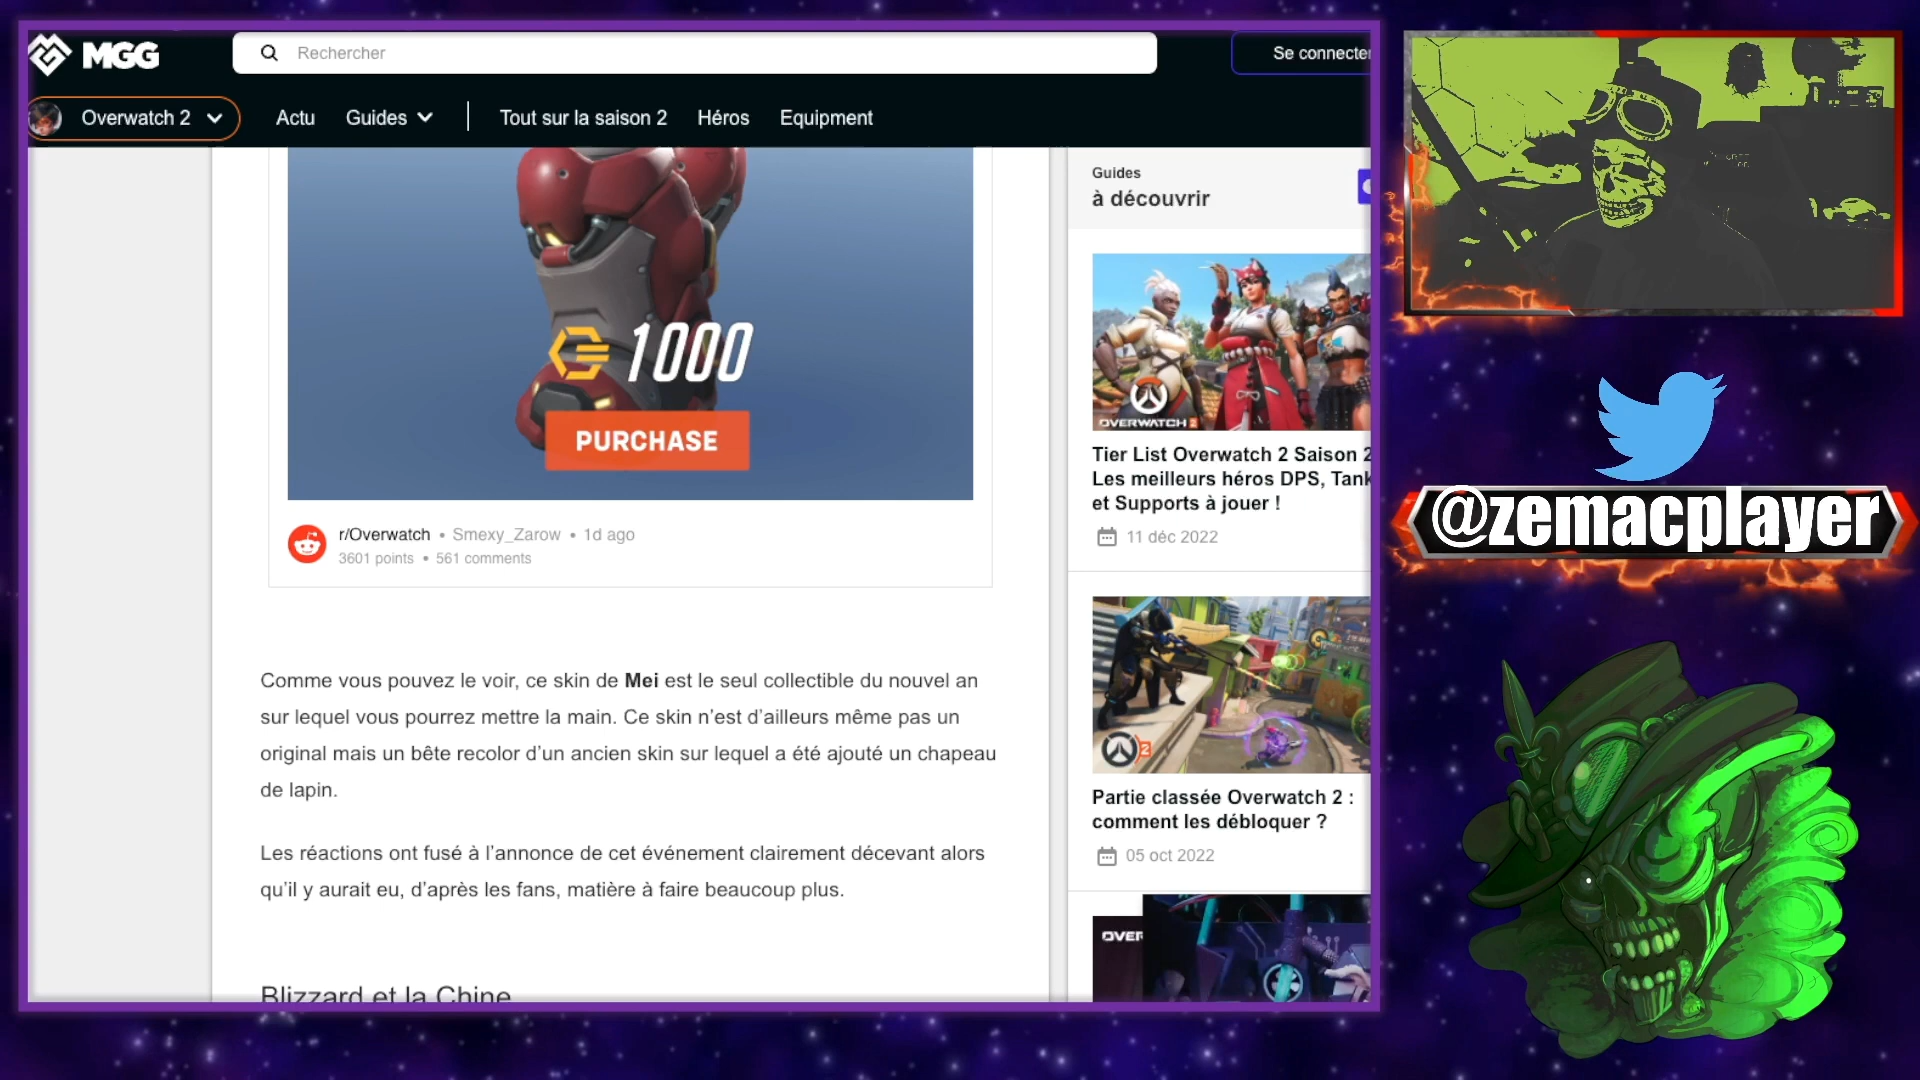 MGG
Rechercher
Se connecter
Overwatch 2
Actu
Guides
Tout sur la saison 2
Héros
Equipment
1000
PURCHASE
r/Overwatch • Smexy_Zarow • 1d ago
3601 points • 561 comments
Comme vous pouvez le voir, ce skin de Mei est le seul collectible du nouvel an
sur lequel vous pourrez mettre la main. Ce skin n’est d’ailleurs même pas un
original mais un bête recolor d’un ancien skin sur lequel a été ajouté un chapeau
de lapin.
Les réactions ont fusé à l’annonce de cet événement clairement décevant alors
qu’il y aurait eu, d’après les fans, matière à faire beaucoup plus.
Blizzard et la Chine
Guides
à découvrir
OVERWATCH 2
Tier List Overwatch 2 Saison 2
Les meilleurs héros DPS, Tank
et Supports à jouer !
11 déc 2022
2
Partie classée Overwatch 2 :
comment les débloquer ?
05 oct 2022
OVER
@zemacplayer